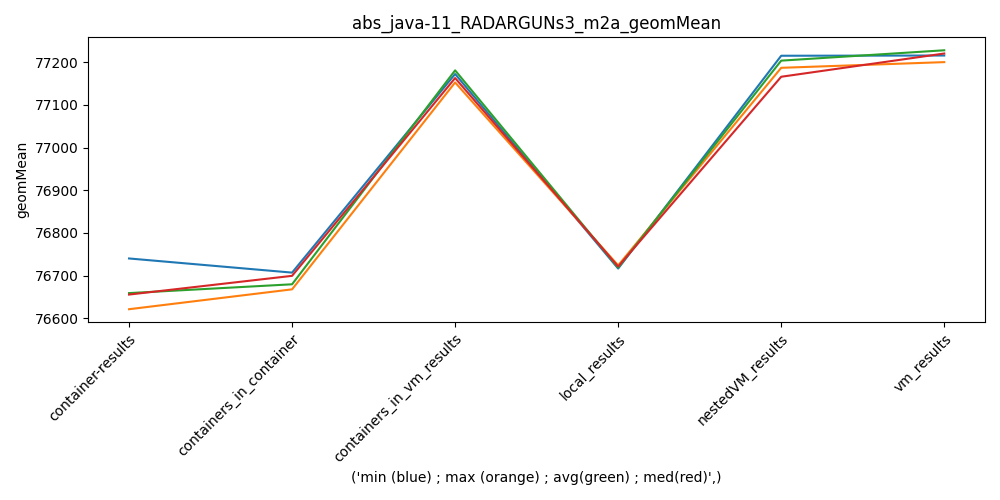 abs_java-11_RADARGUNs3_m2a_geomMean
geomMean
77200
77100
77000
76900
76800
76700
76600
container-results
containers_in_container
containers_in_vm_results
local_results
nestedVM_results
vm_results
('min (blue) ; max (orange) ; avg(green) ; med(red)',)